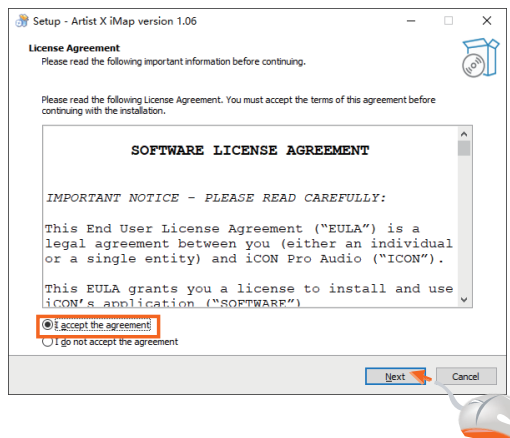 Setup - Artist X iMap version 1.06
License Agreement
Please read the following important information before continuing.
Please read the following License Agreement. You must accept the terms of this agreement before
continuing with the installation.
SOFTWARE LICENSE AGREEMENT
IMPORTANT NOTICE – PLEASE READ CAREFULLY:
This End User License Agreement (“EULA”) is a
legal agreement between you (either an individual
or a single entity) and iCON Pro Audio (“ICON”).
This EULA grants you a license to install and use
iCON’s application (“SOFTWARE”)
I accept the agreement
I do not accept the agreement
Next
Cancel